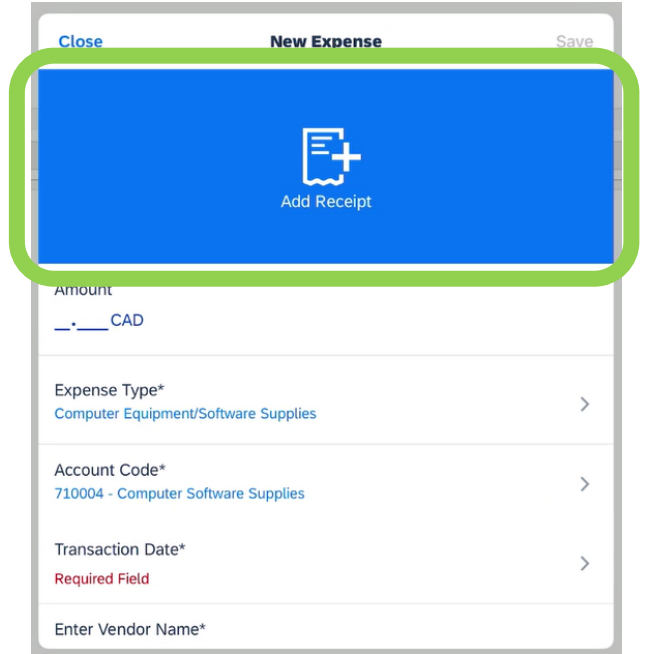 Close New Expense Save
Add Receipt
Amount
__.___ CAD
Expense Type*
Computer Equipment/Software Supplies
Account Code*
710004 - Computer Software Supplies
Transaction Date*
Required Field
Enter Vendor Name*